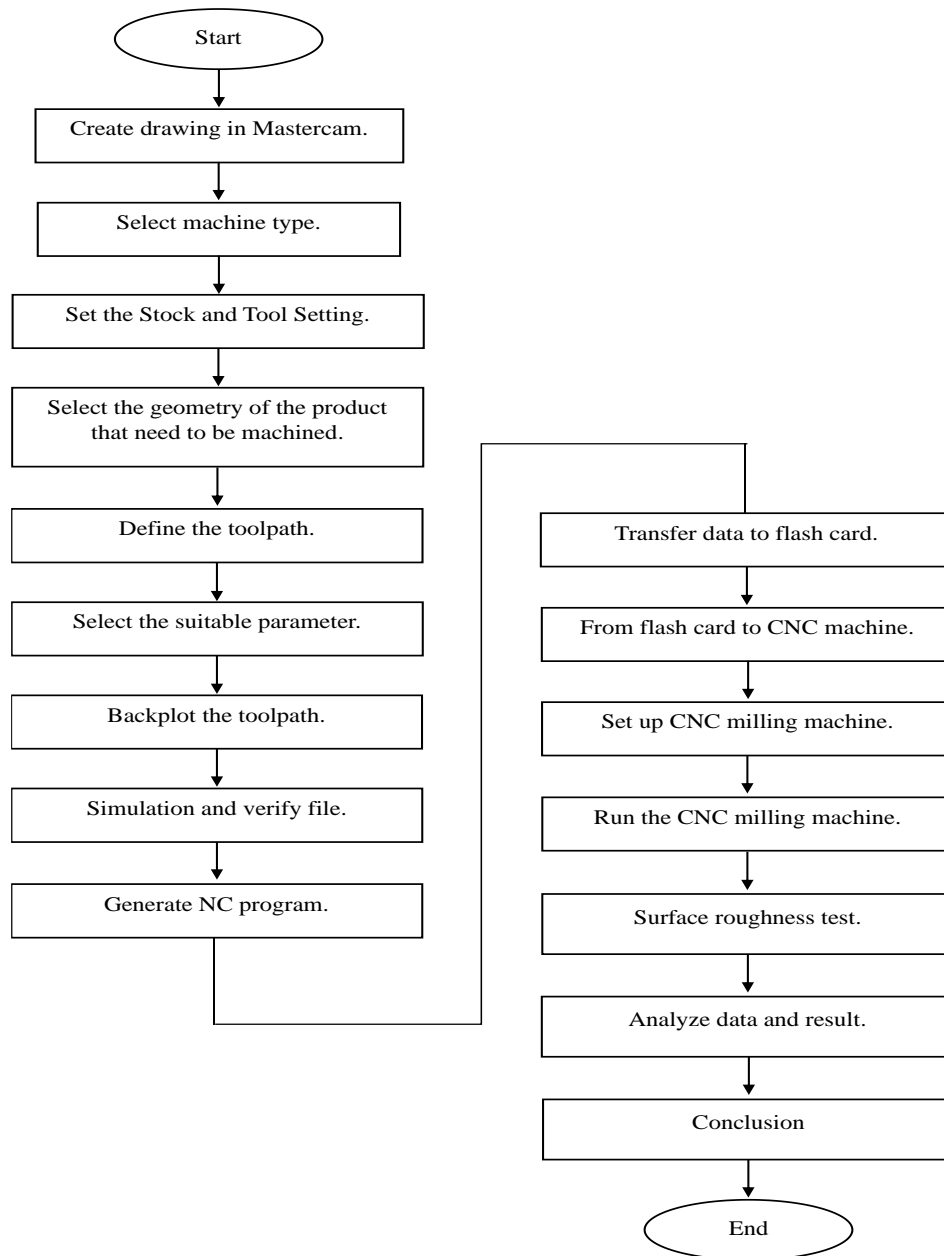 Start
Create drawing in Mastercam.
Select machine type.
Set the Stock and Tool Setting.
Select the geometry of the product
that need to be machined.
Define the toolpath.
Select the suitable parameter.
Backplot the toolpath.
Simulation and verify file.
Generate NC program.
Transfer data to flash card.
From flash card to CNC machine.
Set up CNC milling machine.
Run the CNC milling machine.
Surface roughness test.
Analyze data and result.
Conclusion
End